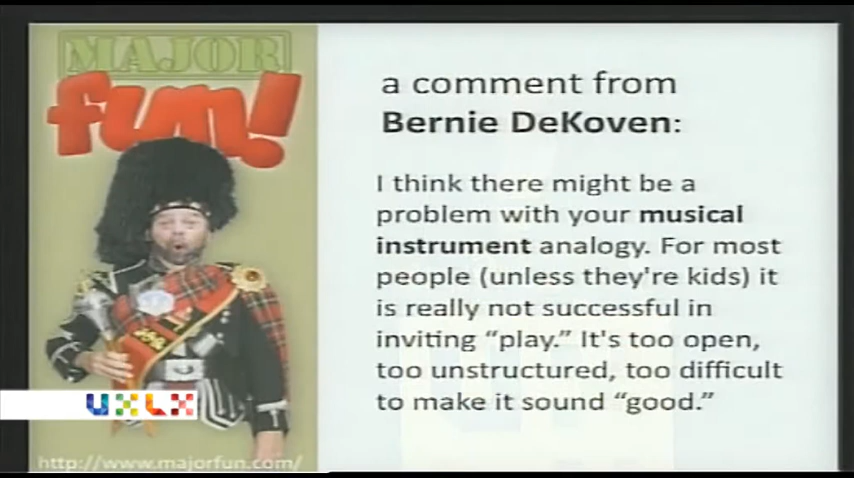 MAJOR
fun!
a comment from
Bernie DeKoven:
I think there might be a
problem with your musical
instrument analogy. For most
people (unless they're kids) it
is really not successful in
inviting “play.” It's too open,
too unstructured, too difficult
to make it sound “good.”
UXLX
http://www.majorfun.com/